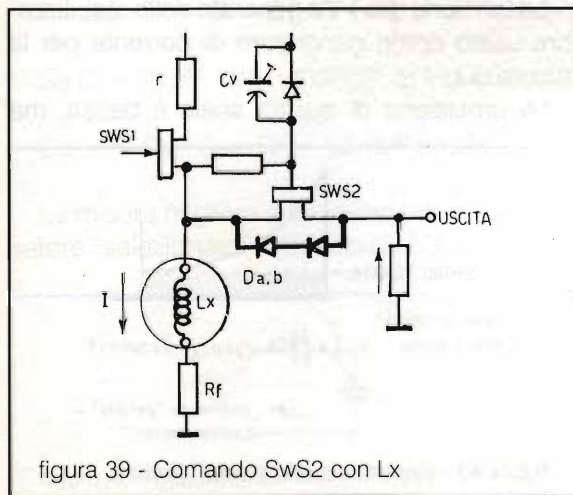 r
Cv
SWS1
SWS2
USCITA
Da,b
I
Lx
Rf
figura 39 - Comando SwS2 con Lx